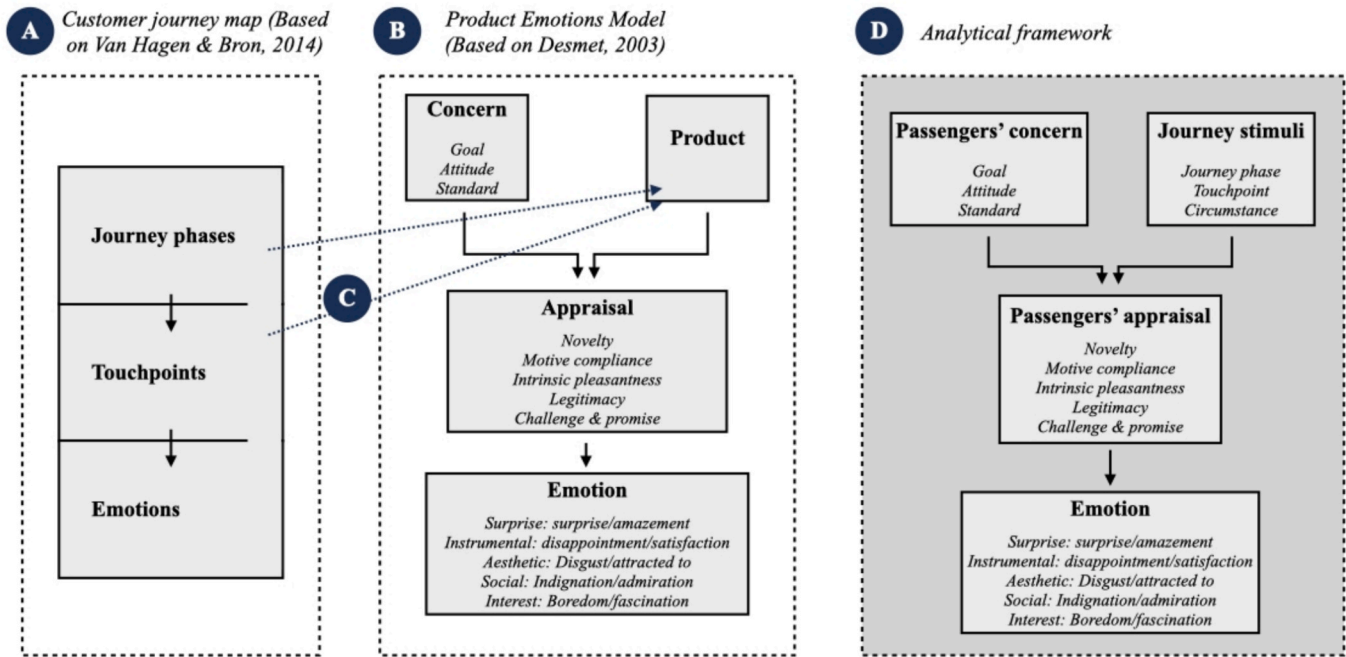 A
Customer journey map (Based
on Van Hagen & Bron, 2014)
Journey phases
Touchpoints
Emotions
B
Product Emotions Model
(Based on Desmet, 2003)
Concern
Goal
Attitude
Standard
Product
C
Appraisal
Novelty
Motive compliance
Intrinsic pleasantness
Legitimacy
Challenge & promise
Emotion
Surprise: surprise/amazement
Instrumental: disappointment/satisfaction
Aesthetic: Disgust/attracted to
Social: Indignation/admiration
Interest: Boredom/fascination
D
Analytical framework
Passengers’ concern
Goal
Attitude
Standard
Journey stimuli
Journey phase
Touchpoint
Circumstance
Passengers’ appraisal
Novelty
Motive compliance
Intrinsic pleasantness
Legitimacy
Challenge & promise
Emotion
Surprise: surprise/amazement
Instrumental: disappointment/satisfaction
Aesthetic: Disgust/attracted to
Social: Indignation/admiration
Interest: Boredom/fascination